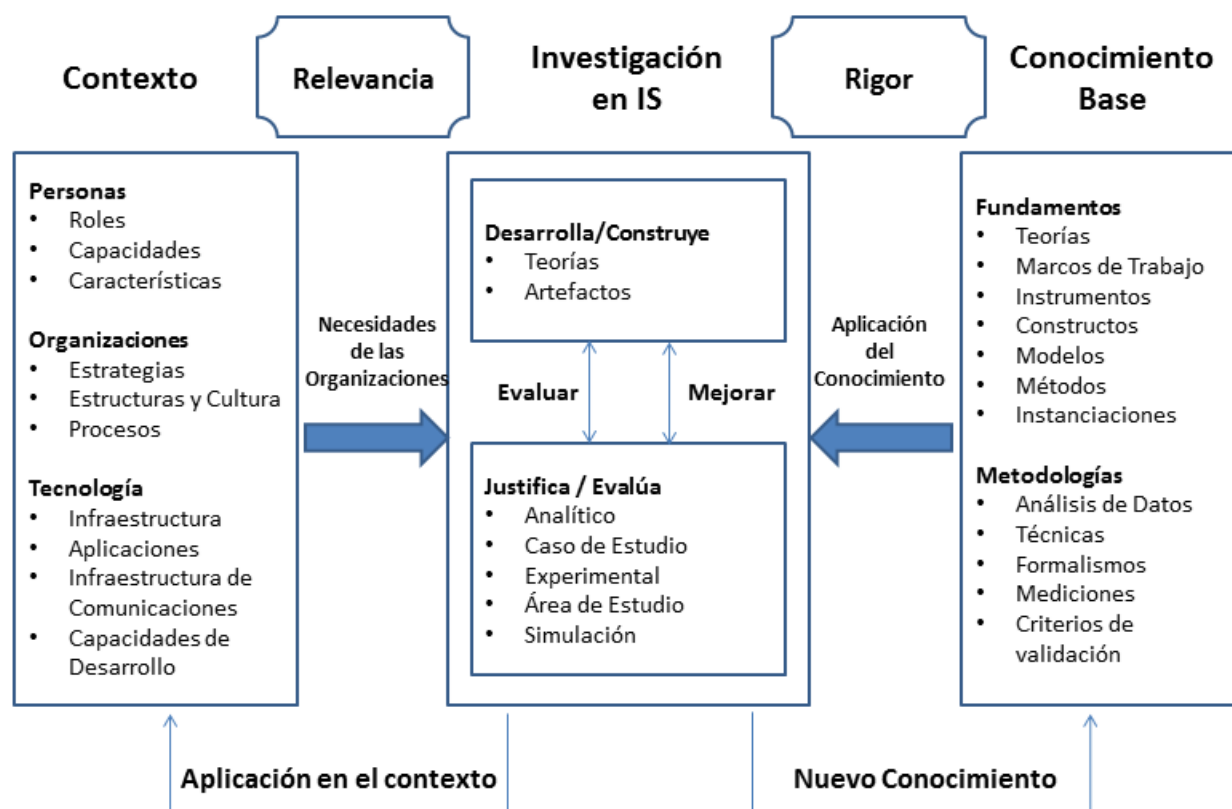 Contexto
Relevancia
Investigación
en IS
Rigor
Conocimiento
Base
Personas
• Roles
• Capacidades
• Características
Organizaciones
• Estrategias
• Estructuras y Cultura
• Procesos
Tecnología
• Infraestructura
• Aplicaciones
• Infraestructura de
Comunicaciones
• Capacidades de
Desarrollo
Necesidades
de las
Organizaciones
Desarrolla/Construye
• Teorías
• Artefactos
Evaluar
Mejorar
Justifica / Evalúa
• Analítico
• Caso de Estudio
• Experimental
• Área de Estudio
• Simulación
Aplicación
del
Conocimiento
Fundamentos
• Teorías
• Marcos de Trabajo
• Instrumentos
• Constructos
• Modelos
• Métodos
• Instanciaciones
Metodologías
• Análisis de Datos
• Técnicas
• Formalismos
• Mediciones
• Criterios de
validación
Aplicación en el contexto
Nuevo Conocimiento